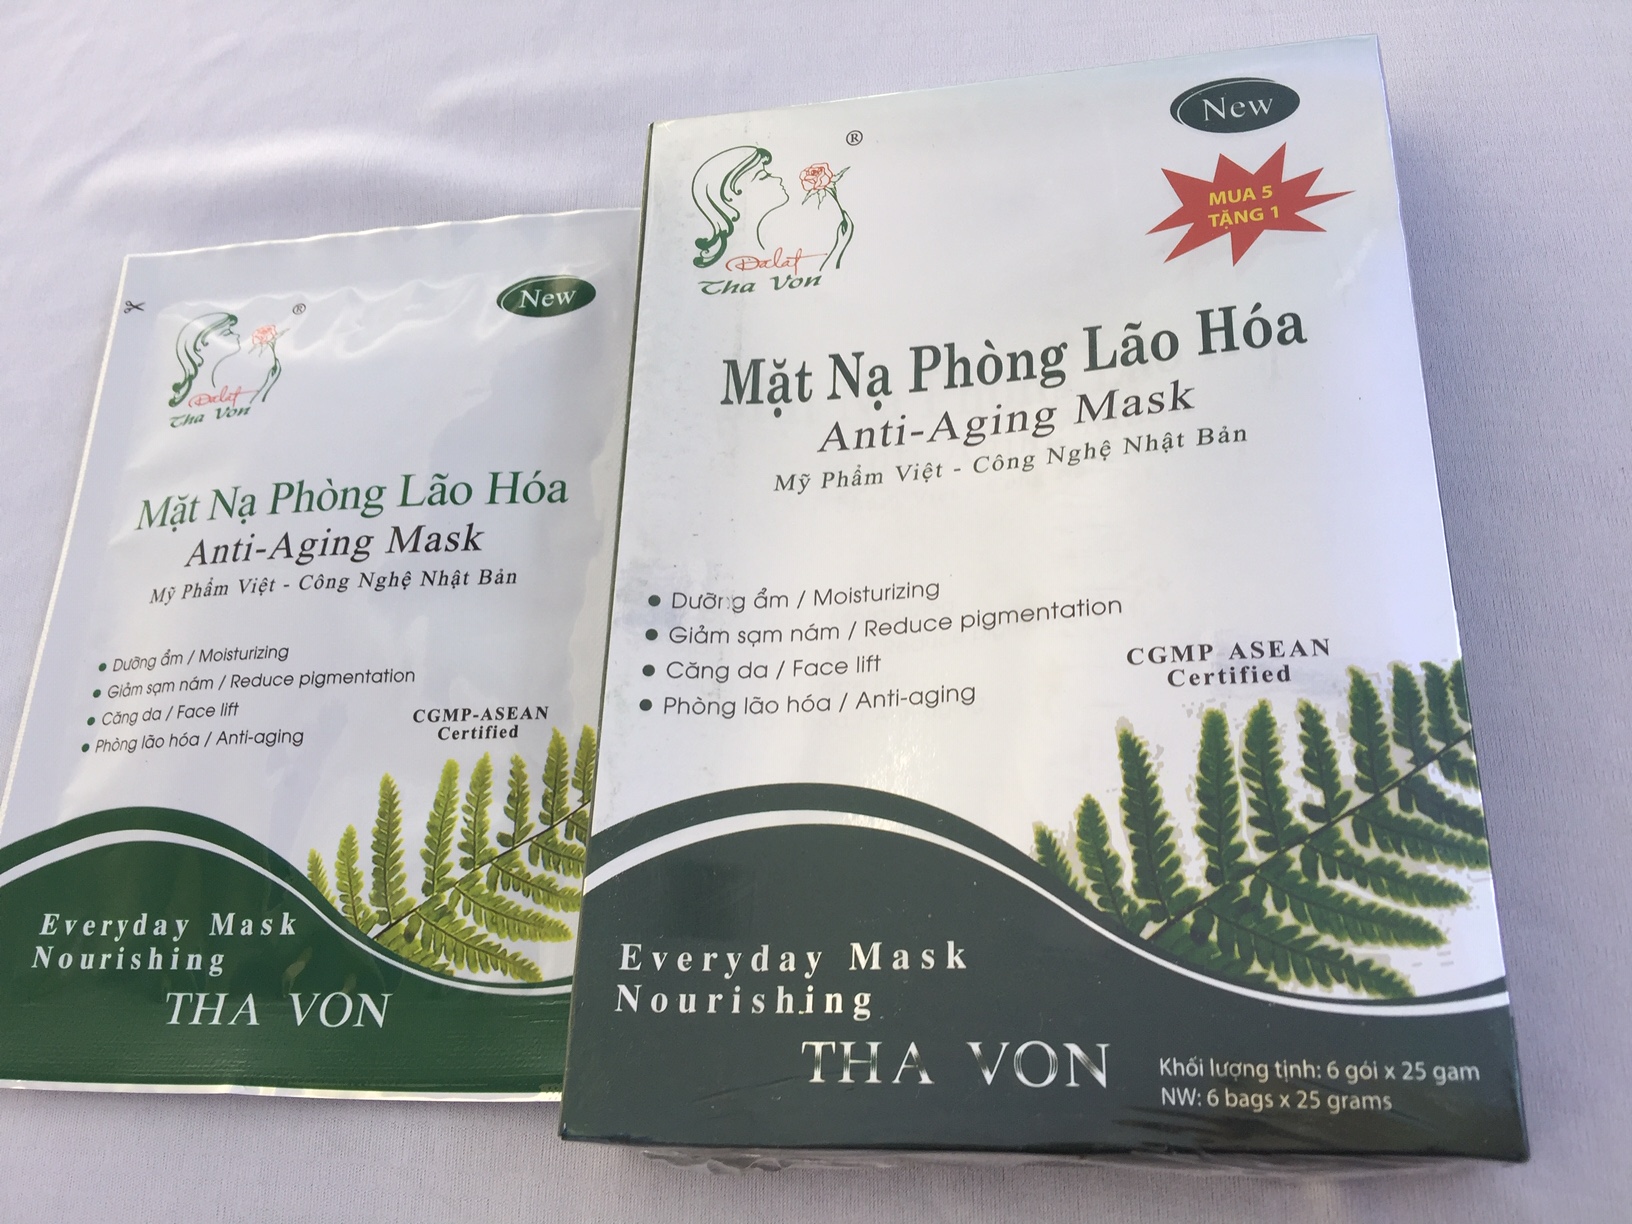 New
®
Dalat
Tha Von
Mặt Nạ Phòng Lão Hóa
Anti-Aging Mask
Mỹ Phẩm Việt - Công Nghệ Nhật Bản
• Dưỡng ẩm / Moisturizing
• Giảm sạm nám / Reduce pigmentation
• Căng da / Face lift
• Phòng lão hóa / Anti-aging
CGMP-ASEAN
Certified
Everyday Mask
Nourishing
THA VON
New
®
MUA 5
TẶNG 1
Dalat
Tha Von
Mặt Nạ Phòng Lão Hóa
Anti-Aging Mask
Mỹ Phẩm Việt - Công Nghệ Nhật Bản
• Dưỡng ẩm / Moisturizing
• Giảm sạm nám / Reduce pigmentation
• Căng da / Face lift
• Phòng lão hóa / Anti-aging
CGMP ASEAN
Certified
Everyday Mask
Nourishing
THA VON
Khối lượng tịnh: 6 gói x 25 gam
NW: 6 bags x 25 grams